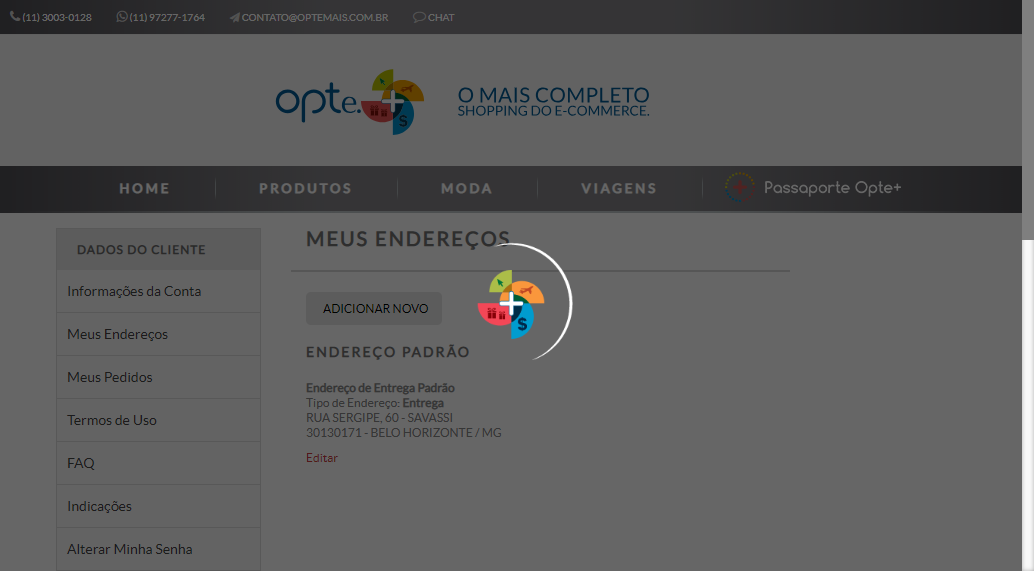 (11) 3003-0128 (11) 97277-1764 CONTATO@OPTEMAIS.COM.BR CHAT
opte.+
O MAIS COMPLETO
SHOPPING DO E-COMMERCE.
HOME PRODUTOS MODA VIAGENS Passaporte Opte+
DADOS DO CLIENTE
Informações da Conta
Meus Endereços
Meus Pedidos
Termos de Uso
FAQ
Indicações
Alterar Minha Senha
MEUS ENDEREÇOS
ADICIONAR NOVO
ENDEREÇO PADRÃO
Endereço de Entrega Padrão
Tipo de Endereço: Entrega
RUA SERGIPE, 60 - SAVASSI
30130171 - BELO HORIZONTE / MG
Editar